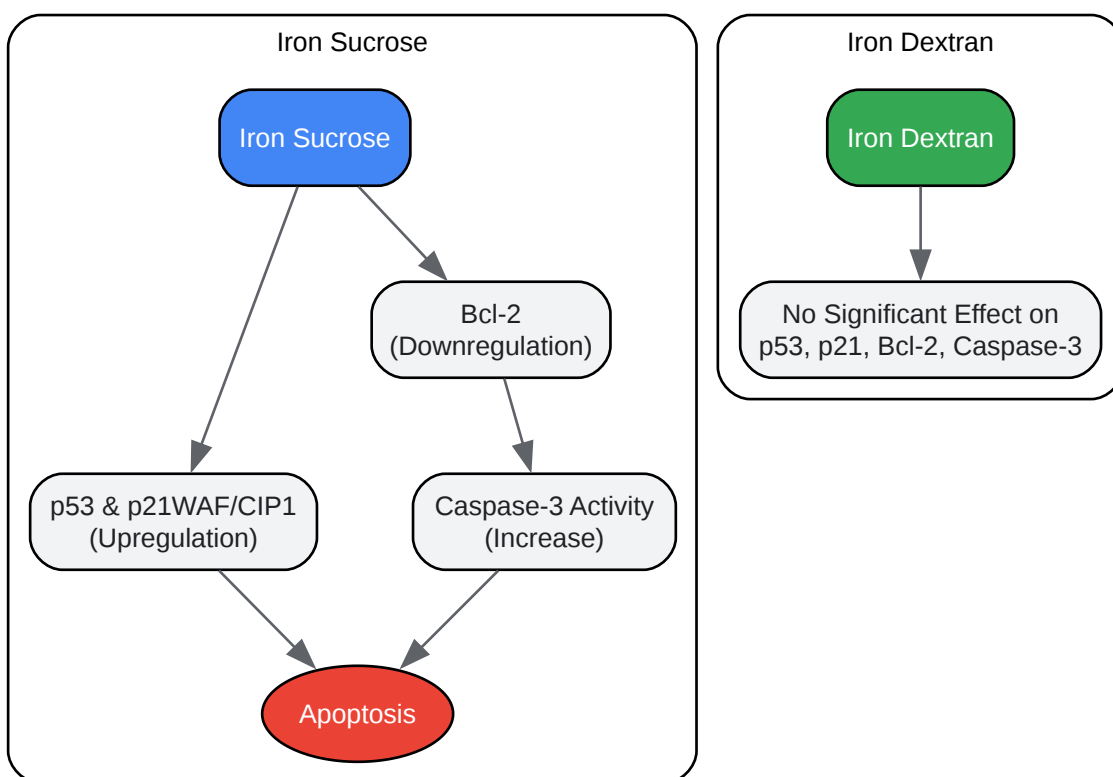 Iron Sucrose
Iron Sucrose
Bcl-2
(Downregulation)
p53 & p21WAF/CIP1
(Upregulation)
Caspase-3 Activity
(Increase)
Apoptosis
Iron Dextran
Iron Dextran
No Significant Effect on
p53, p21, Bcl-2, Caspase-3